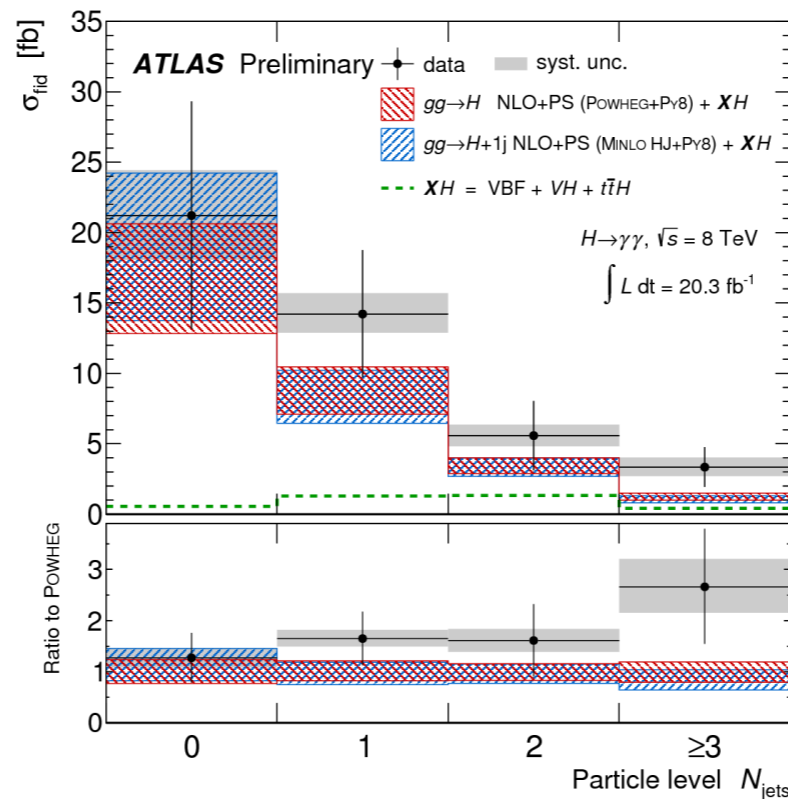 σfid [fb]
35
30
25
20
15
10
5
0
ATLAS Preliminary
data
syst. unc.
gg→H NLO+PS (POWHEG+PY8) + XH
gg→H+1j NLO+PS (MINLO HJ+PY8) + XH
XH = VBF + VH + tt̄H
H→γγ, √s = 8 TeV
∫ L dt = 20.3 fb⁻¹
Ratio to POWHEG
3
2
1
0
0 1 2 ≥3
Particle level Njets